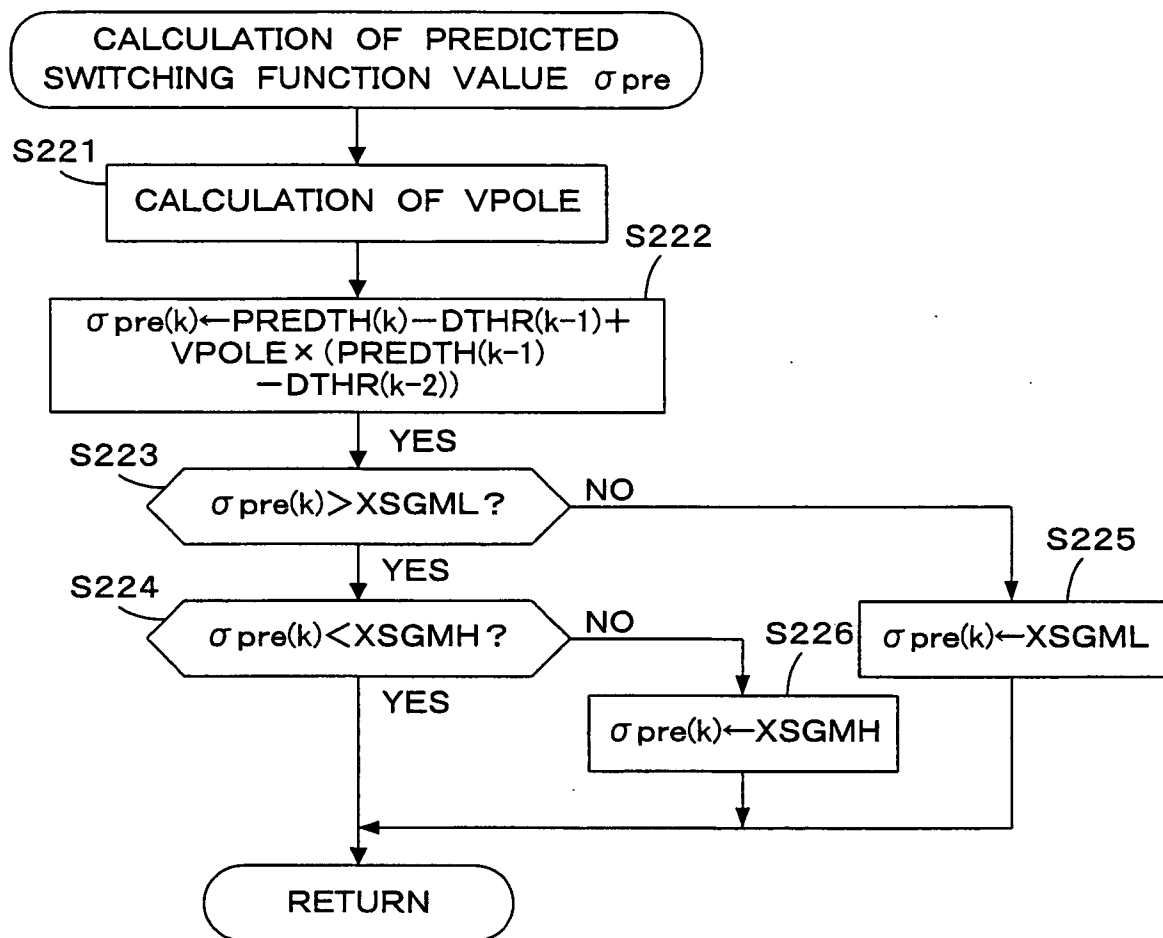 CALCULATION OF PREDICTED
SWITCHING FUNCTION VALUE σpre
S221
CALCULATION OF VPOLE
S222
σpre(k)←PREDTH(k)−DTHR(k-1)+
VPOLE×(PREDTH(k-1)
−DTHR(k-2))
YES
S223
σpre(k)>XSGML?
NO
YES
S225
σpre(k)←XSGML
S224
σpre(k)<XSGMH?
NO
YES
S226
σpre(k)←XSGMH
RETURN